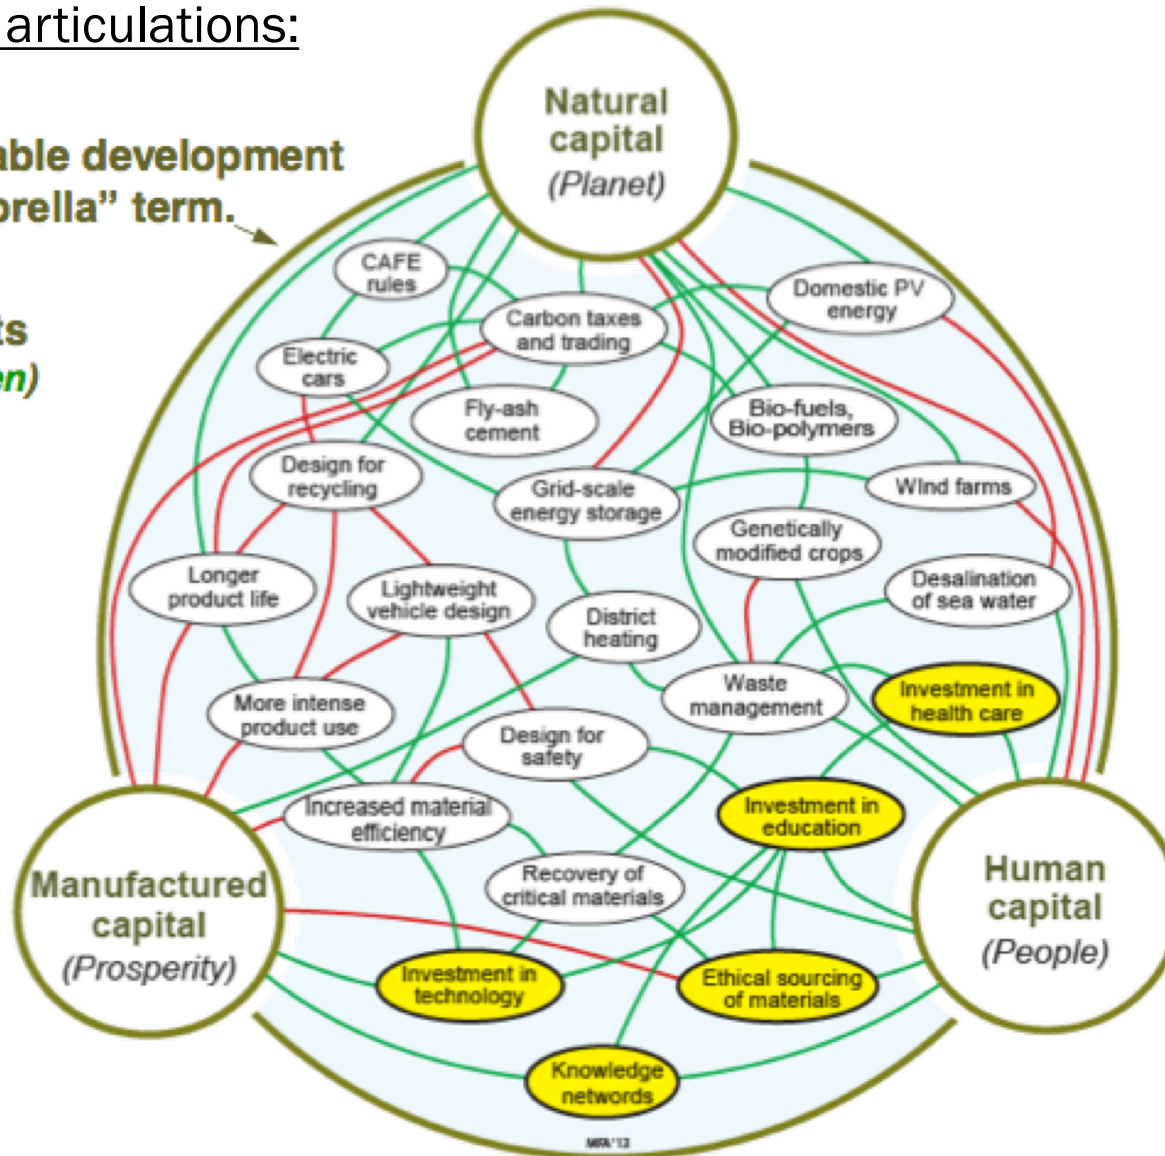 articulations:
able development
brella” term.
ts
en)
Natural
capital
(Planet)
CAFE
rules
Domestic PV
energy
Carbon taxes
and trading
Electric
cars
Fly-ash
cement
Bio-fuels,
Bio-polymers
Design for
recycling
Grid-scale
energy storage
WInd farms
Genetically
modified crops
Longer
product life
Lightweight
vehicle design
Desalination
of sea water
District
heating
Waste
management
Investment in
health care
More intense
product use
Design for
safety
Increased material
efficiency
Investment in
education
Recovery of
critical materials
Manufactured
capital
(Prosperity)
Human
capital
(People)
Investment in
technology
Ethical sourcing
of materials
Knowledge
networds
MFA'13